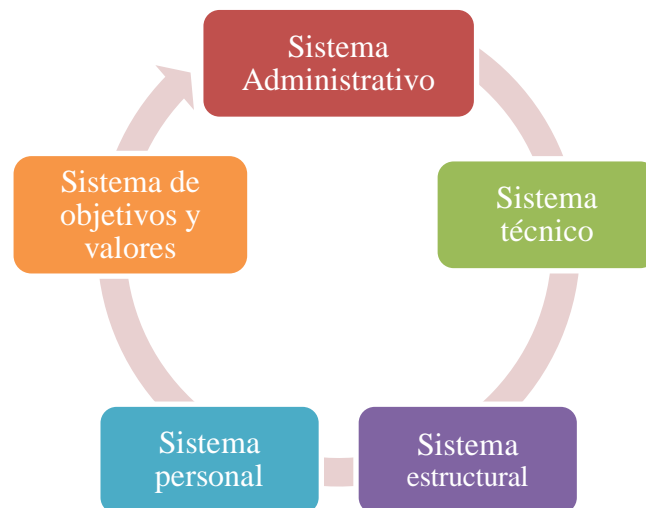 Sistema
Administrativo
Sistema
técnico
Sistema
estructural
Sistema
personal
Sistema de
objetivos y
valores